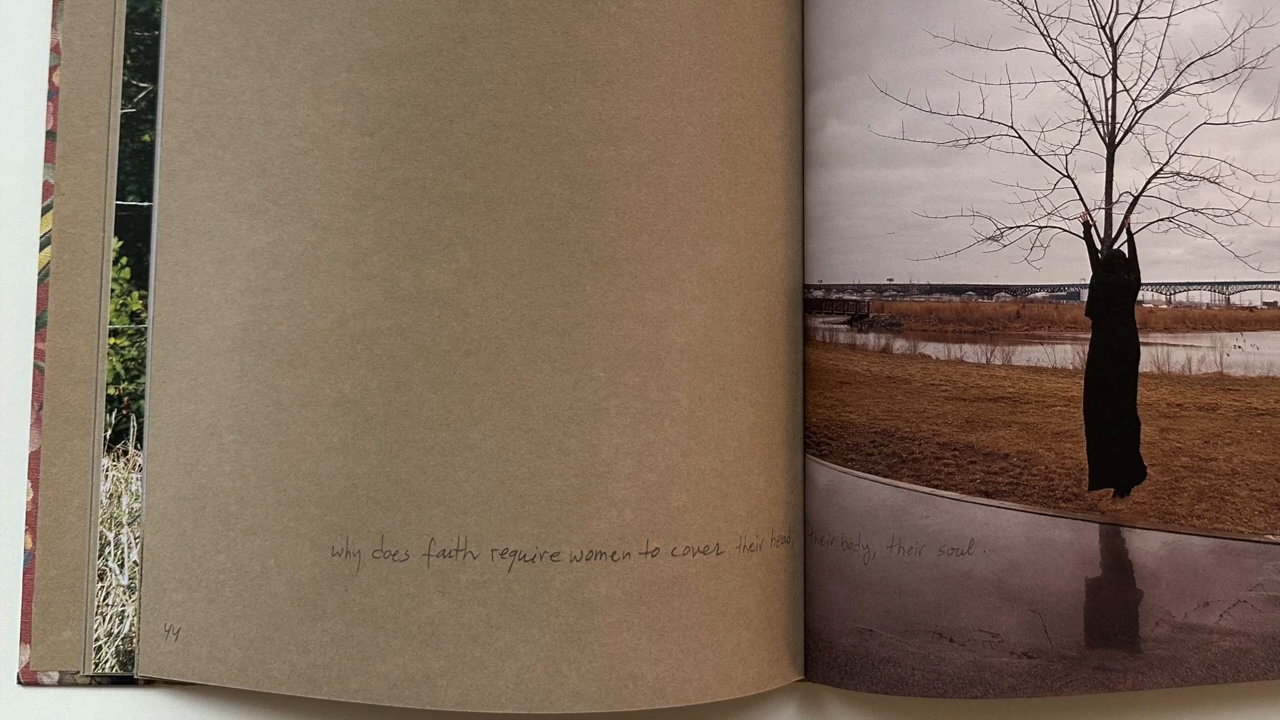 why does faith require women to cover their head, their body, their soul ...
44